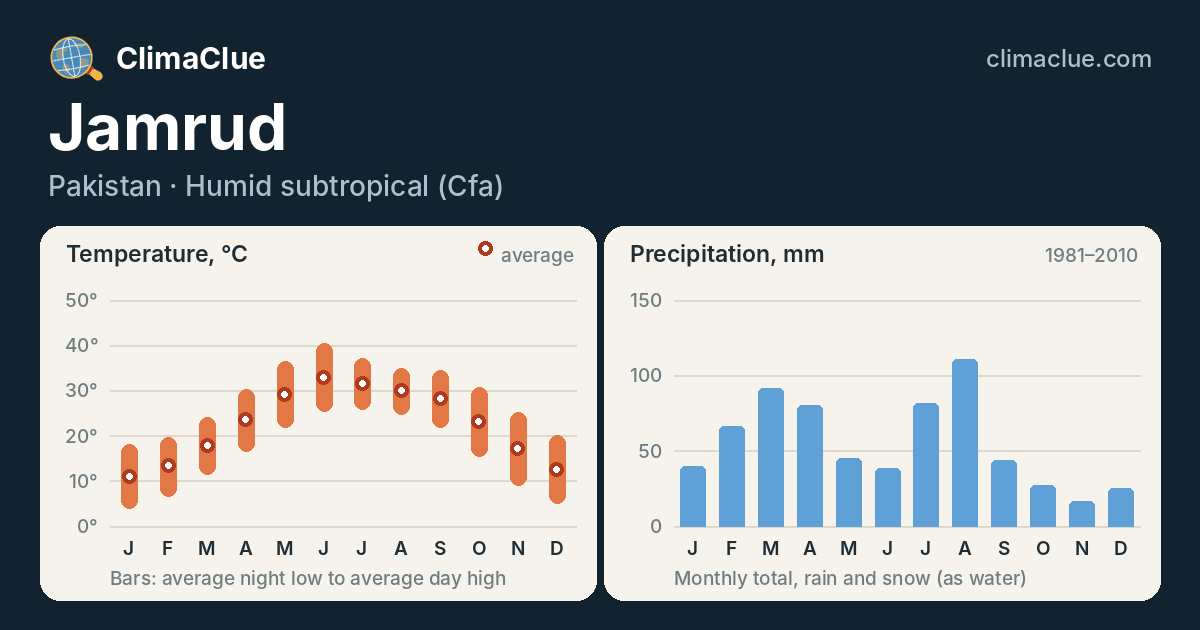 ClimaClue
climaclue.com
Jamrud
Pakistan · Humid subtropical (Cfa)
Temperature, °C
average
50°
40°
30°
20°
10°
0°
J F M A M J J A S O N D
Bars: average night low to average day high
Precipitation, mm
1981–2010
150
100
50
0
J F M A M J J A S O N D
Monthly total, rain and snow (as water)